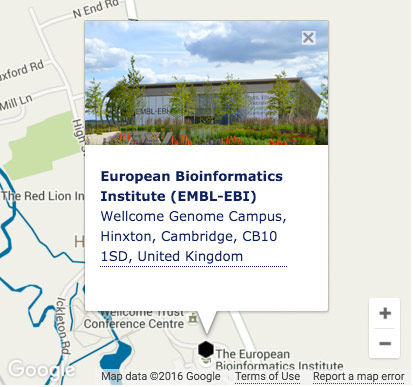 N End Rd
uxford Rd
Mill Ln
High S
EMBL-EBI
European Bioinformatics
Institute (EMBL-EBI)
Wellcome Genome Campus,
Hinxton, Cambridge, CB10
1SD, United Kingdom
The Red Lion In
H
Ickleton Rd
Wellcome Trust
Conference Centre
The European
Bioinformatics Institute
+
−
Google
Map data ©2016 Google
Terms of Use
Report a map error